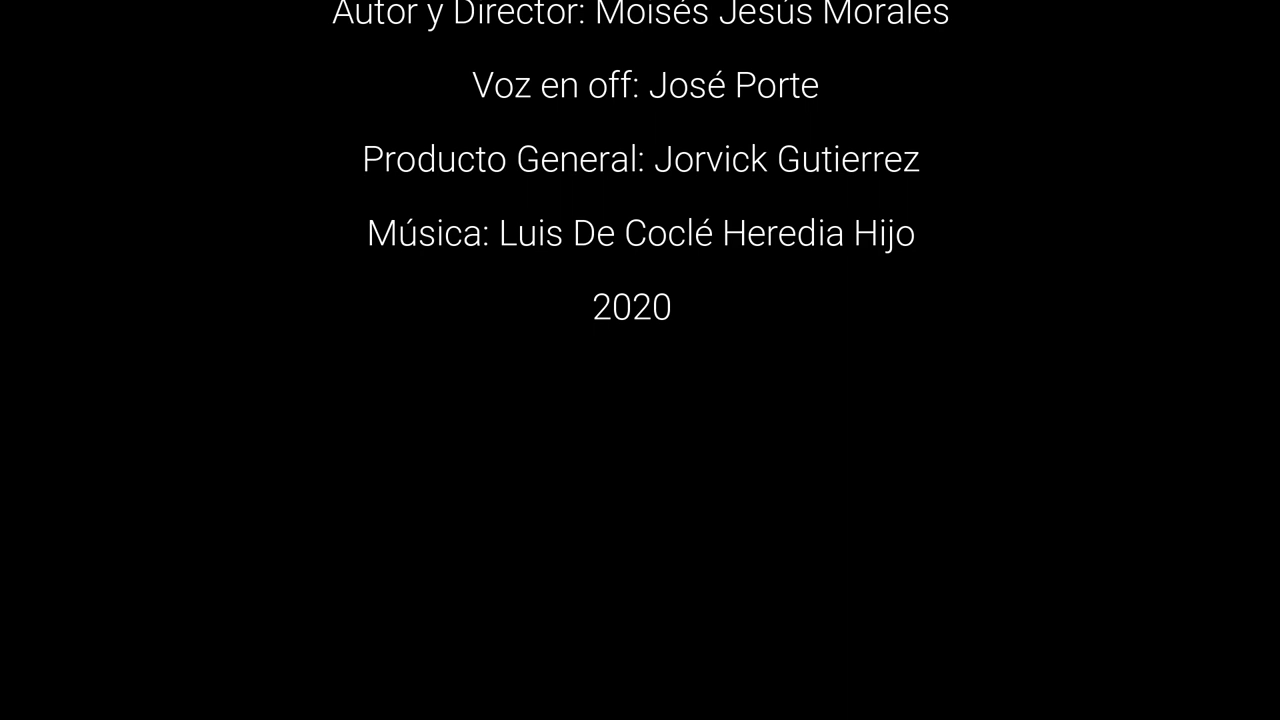 Autor y Director: Moisés Jesús Morales
Voz en off: José Porte
Producto General: Jorvick Gutierrez
Música: Luis De Coclé Heredia Hijo
2020